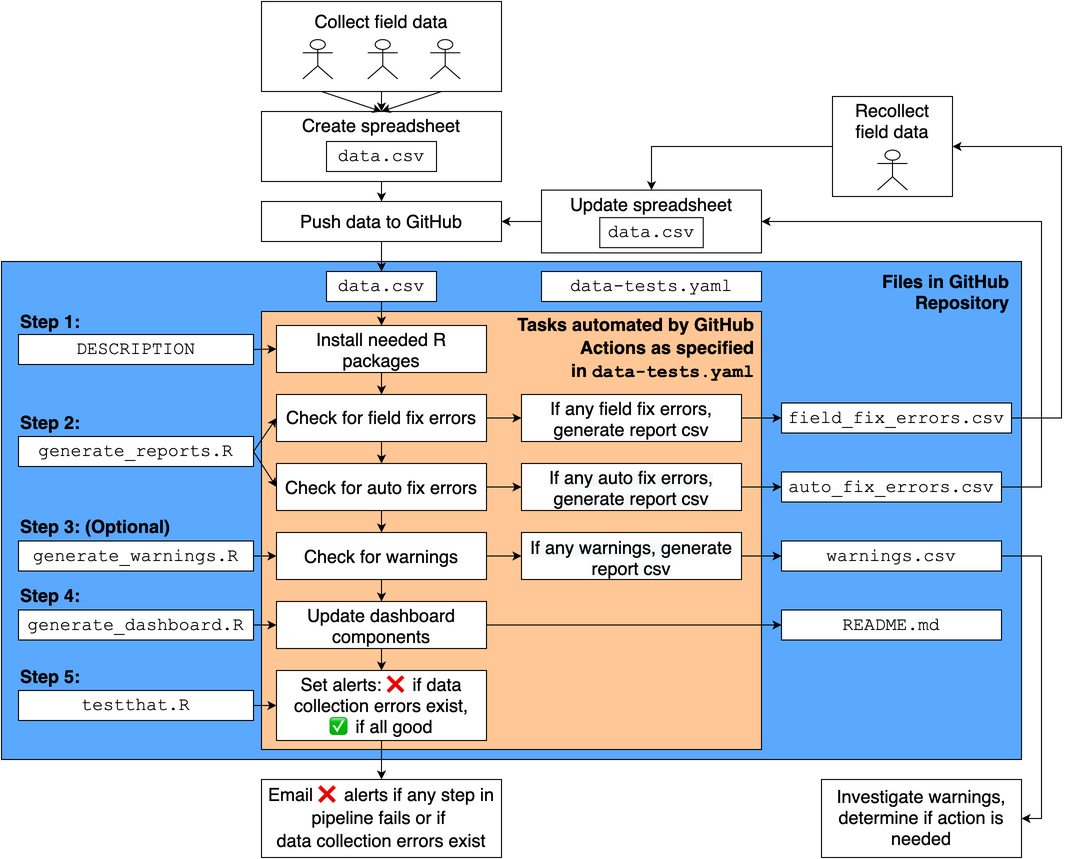 Collect field data
Create spreadsheet
data.csv
Push data to GitHub
Recollect
field data
Update spreadsheet
data.csv
Files in GitHub
Repository
data.csv
data-tests.yaml
Tasks automated by GitHub
Actions as specified
in data-tests.yaml
Step 1:
DESCRIPTION
Install needed R
packages
Step 2:
generate_reports.R
Check for field fix errors
If any field fix errors,
generate report csv
field_fix_errors.csv
Check for auto fix errors
If any auto fix errors,
generate report csv
auto_fix_errors.csv
Step 3: (Optional)
generate_warnings.R
Check for warnings
If any warnings, generate
report csv
warnings.csv
Step 4:
generate_dashboard.R
Update dashboard
components
README.md
Step 5:
testthat.R
Set alerts: ❌ if data
collection errors exist,
✅ if all good
Email ❌ alerts if any step in
pipeline fails or if
data collection errors exist
Investigate warnings,
determine if action is
needed